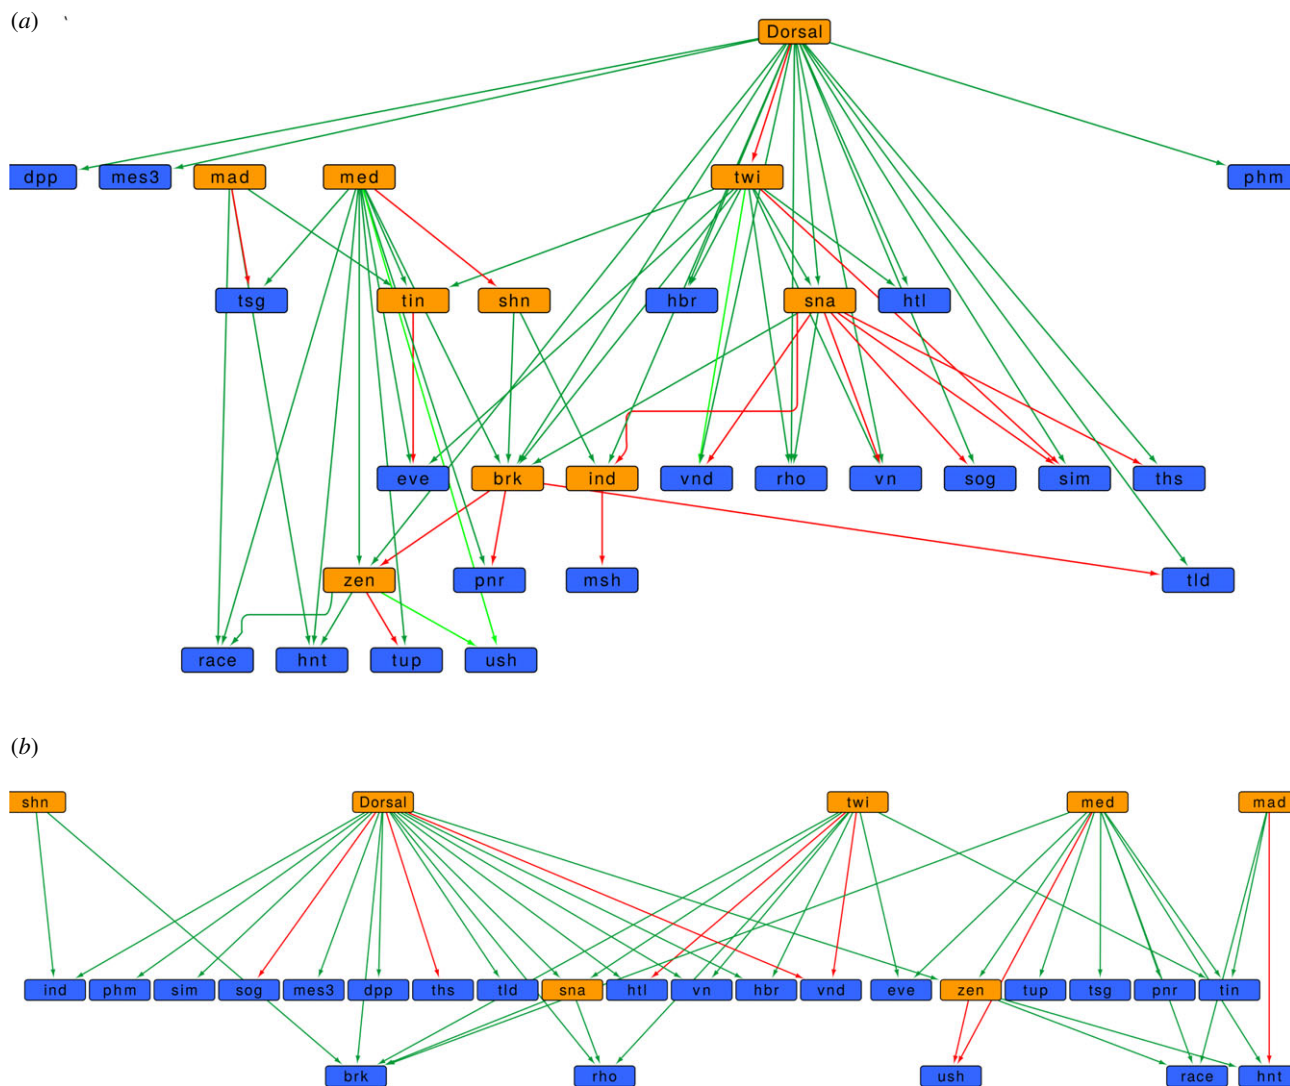 (a)
Dorsal
dpp mes3 mad med twi phm
tsg tin shn hbr sna htl
eve brk ind vnd rho vn sog sim ths
zen pnr msh tld
race hnt tup ush
(b)
shn Dorsal twi med mad
ind phm sim sog mes3 dpp ths tld sna htl vn hbr vnd eve zen tup tsg pnr tin
brk rho ush race hnt